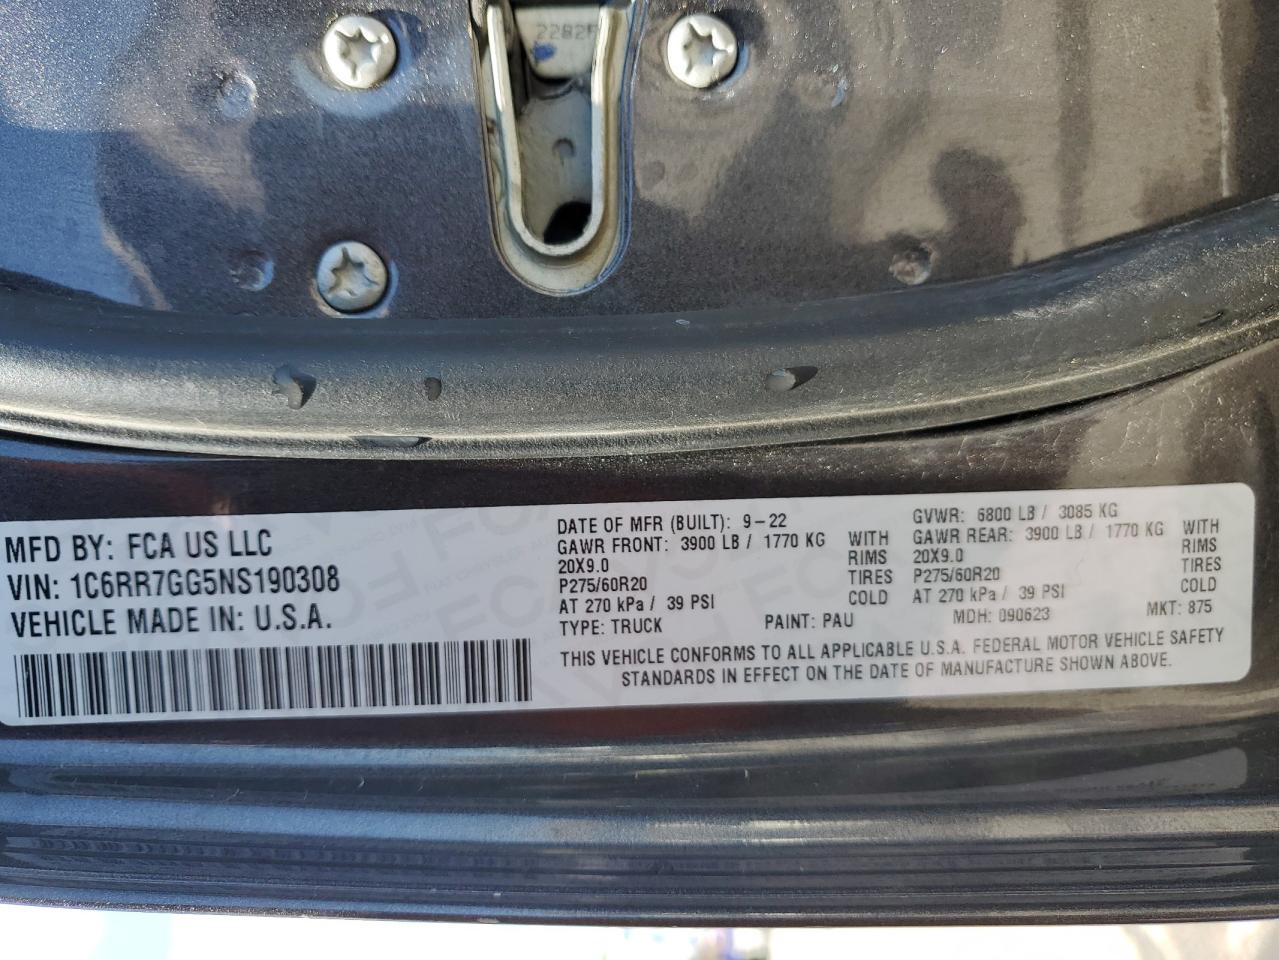 2282F
MFD BY: FCA US LLC
VIN: 1C6RR7GG5NS190308
VEHICLE MADE IN: U.S.A.
DATE OF MFR (BUILT): 9-22
GAWR FRONT: 3900 LB / 1770 KG WITH
20X9.0 RIMS
P275/60R20 TIRES
AT 270 kPa / 39 PSI COLD
TYPE: TRUCK PAINT: PAU
GVWR: 6800 LB / 3085 KG
GAWR REAR: 3900 LB / 1770 KG WITH
20X9.0 RIMS
P275/60R20 TIRES
AT 270 kPa / 39 PSI COLD
MDH: 090623 MKT: 875
THIS VEHICLE CONFORMS TO ALL APPLICABLE U.S.A. FEDERAL MOTOR VEHICLE SAFETY
STANDARDS IN EFFECT ON THE DATE OF MANUFACTURE SHOWN ABOVE.